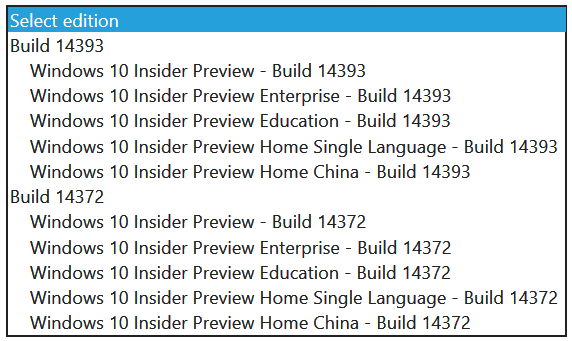 Select edition
Build 14393
Windows 10 Insider Preview - Build 14393
Windows 10 Insider Preview Enterprise - Build 14393
Windows 10 Insider Preview Education - Build 14393
Windows 10 Insider Preview Home Single Language - Build 14393
Windows 10 Insider Preview Home China - Build 14393
Build 14372
Windows 10 Insider Preview - Build 14372
Windows 10 Insider Preview Enterprise - Build 14372
Windows 10 Insider Preview Education - Build 14372
Windows 10 Insider Preview Home Single Language - Build 14372
Windows 10 Insider Preview Home China - Build 14372